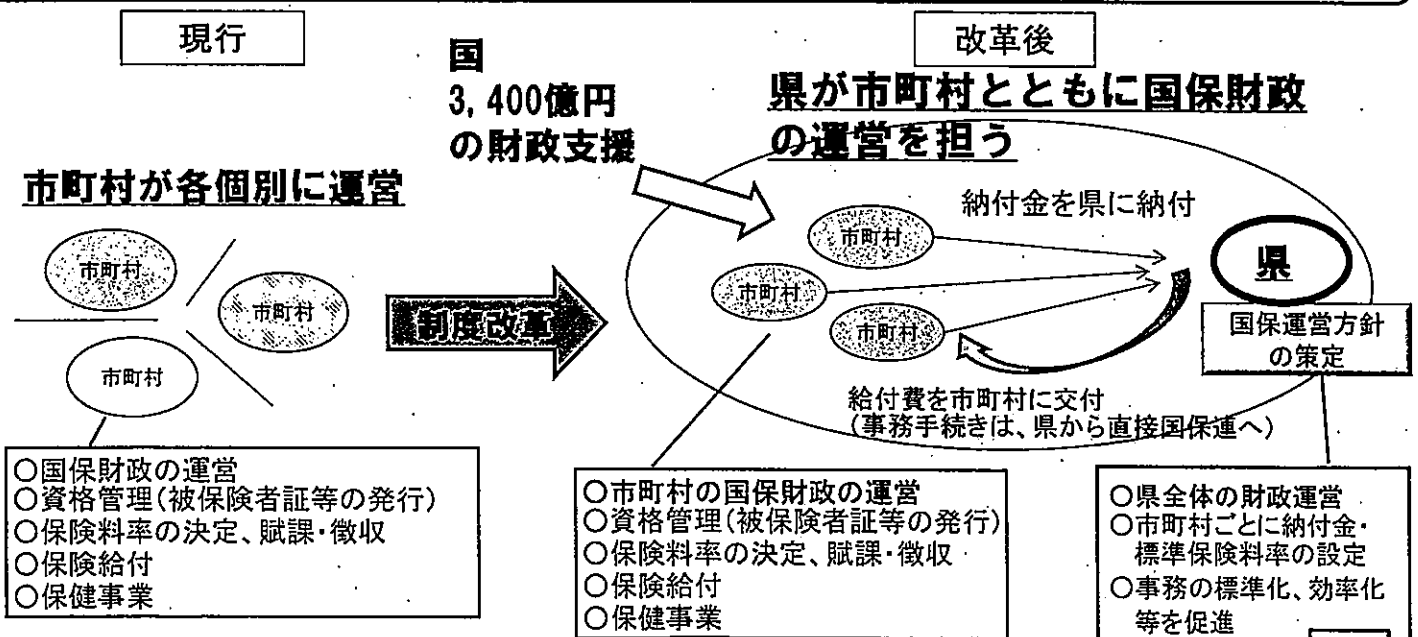 現行
市町村が各個別に運営
市町村
市町村
市町村
○国保財政の運営
○資格管理(被保険者証等の発行)
○保険料率の決定、賦課・徴収
○保険給付
○保健事業
国
3,400億円
の財政支援
制度改革
改革後
県が市町村とともに国保財政
の運営を担う
納付金を県に納付
市町村
市町村
市町村
県
国保運営方針
の策定
給付費を市町村に交付
(事務手続きは、県から直接国保連へ)
○市町村の国保財政の運営
○資格管理(被保険者証等の発行)
○保険料率の決定、賦課・徴収
○保険給付
○保健事業
○県全体の財政運営
○市町村ごとに納付金・
標準保険料率の設定
○事務の標準化、効率化
等を促進